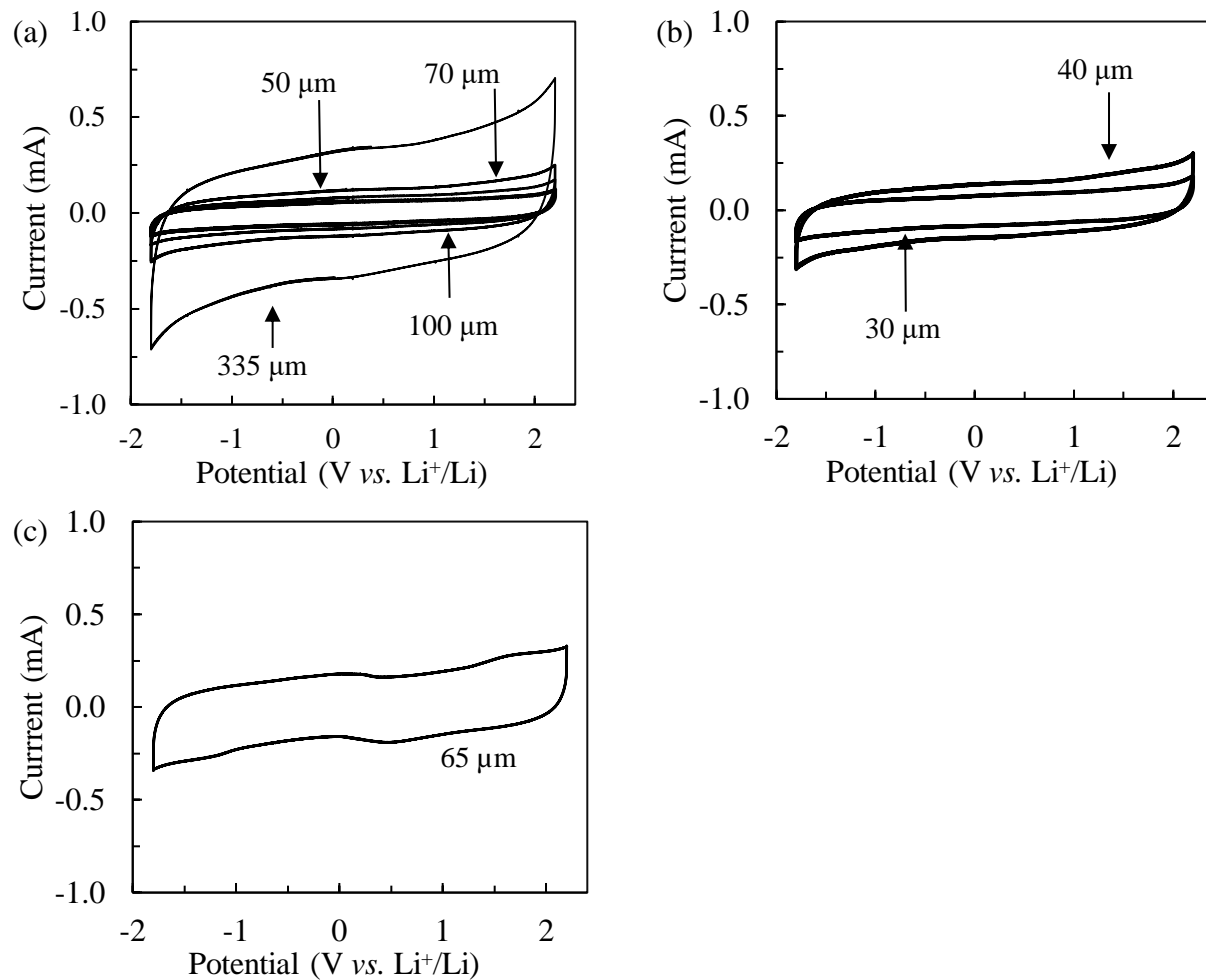 (a)
1.0
0.5
0.0
-0.5
-1.0
Currrent (mA)
50 μm
70 μm
100 μm
335 μm
-2
-1
0
1
2
Potential (V vs. Li⁺/Li)
(b)
1.0
0.5
0.0
-0.5
-1.0
Currrent (mA)
40 μm
30 μm
-2
-1
0
1
2
Potential (V vs. Li⁺/Li)
(c)
1.0
0.5
0.0
-0.5
-1.0
Currrent (mA)
65 μm
-2
-1
0
1
2
Potential (V vs. Li⁺/Li)